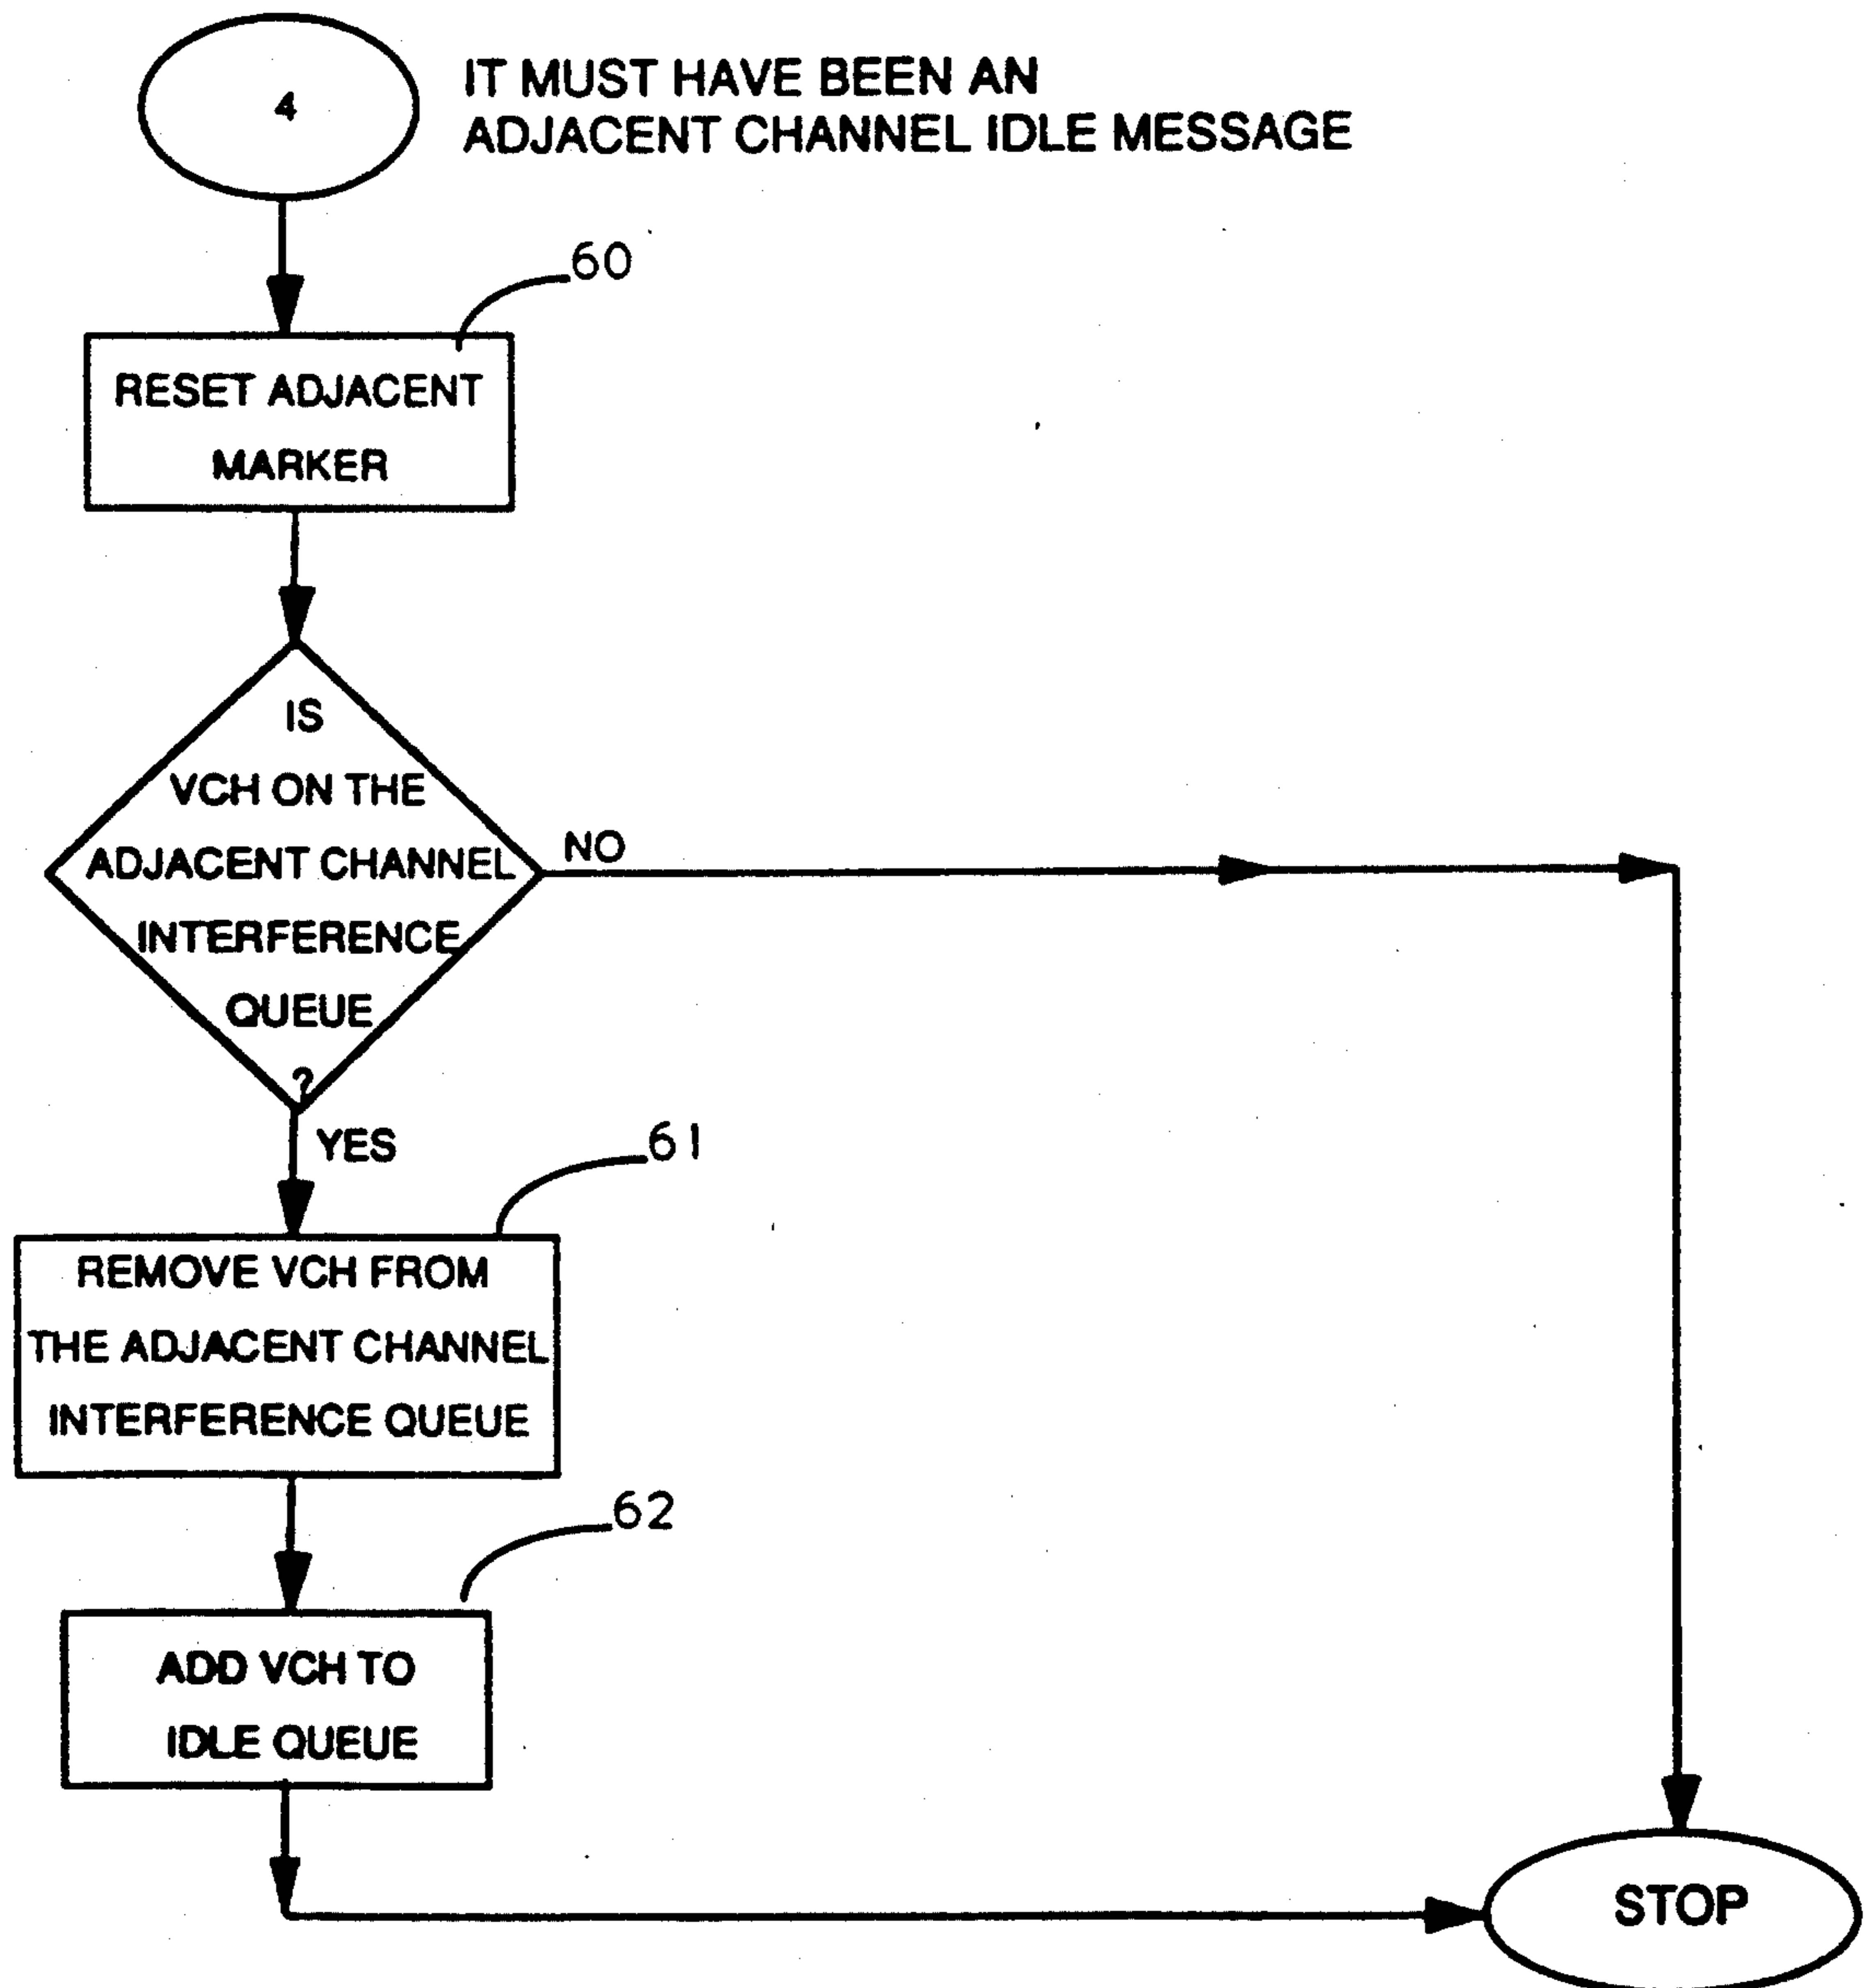 4
IT MUST HAVE BEEN AN
ADJACENT CHANNEL IDLE MESSAGE
60
RESET ADJACENT
MARKER
IS
VCH ON THE
ADJACENT CHANNEL
INTERFERENCE
QUEUE
?
NO
YES
61
REMOVE VCH FROM
THE ADJACENT CHANNEL
INTERFERENCE QUEUE
62
ADD VCH TO
IDLE QUEUE
STOP